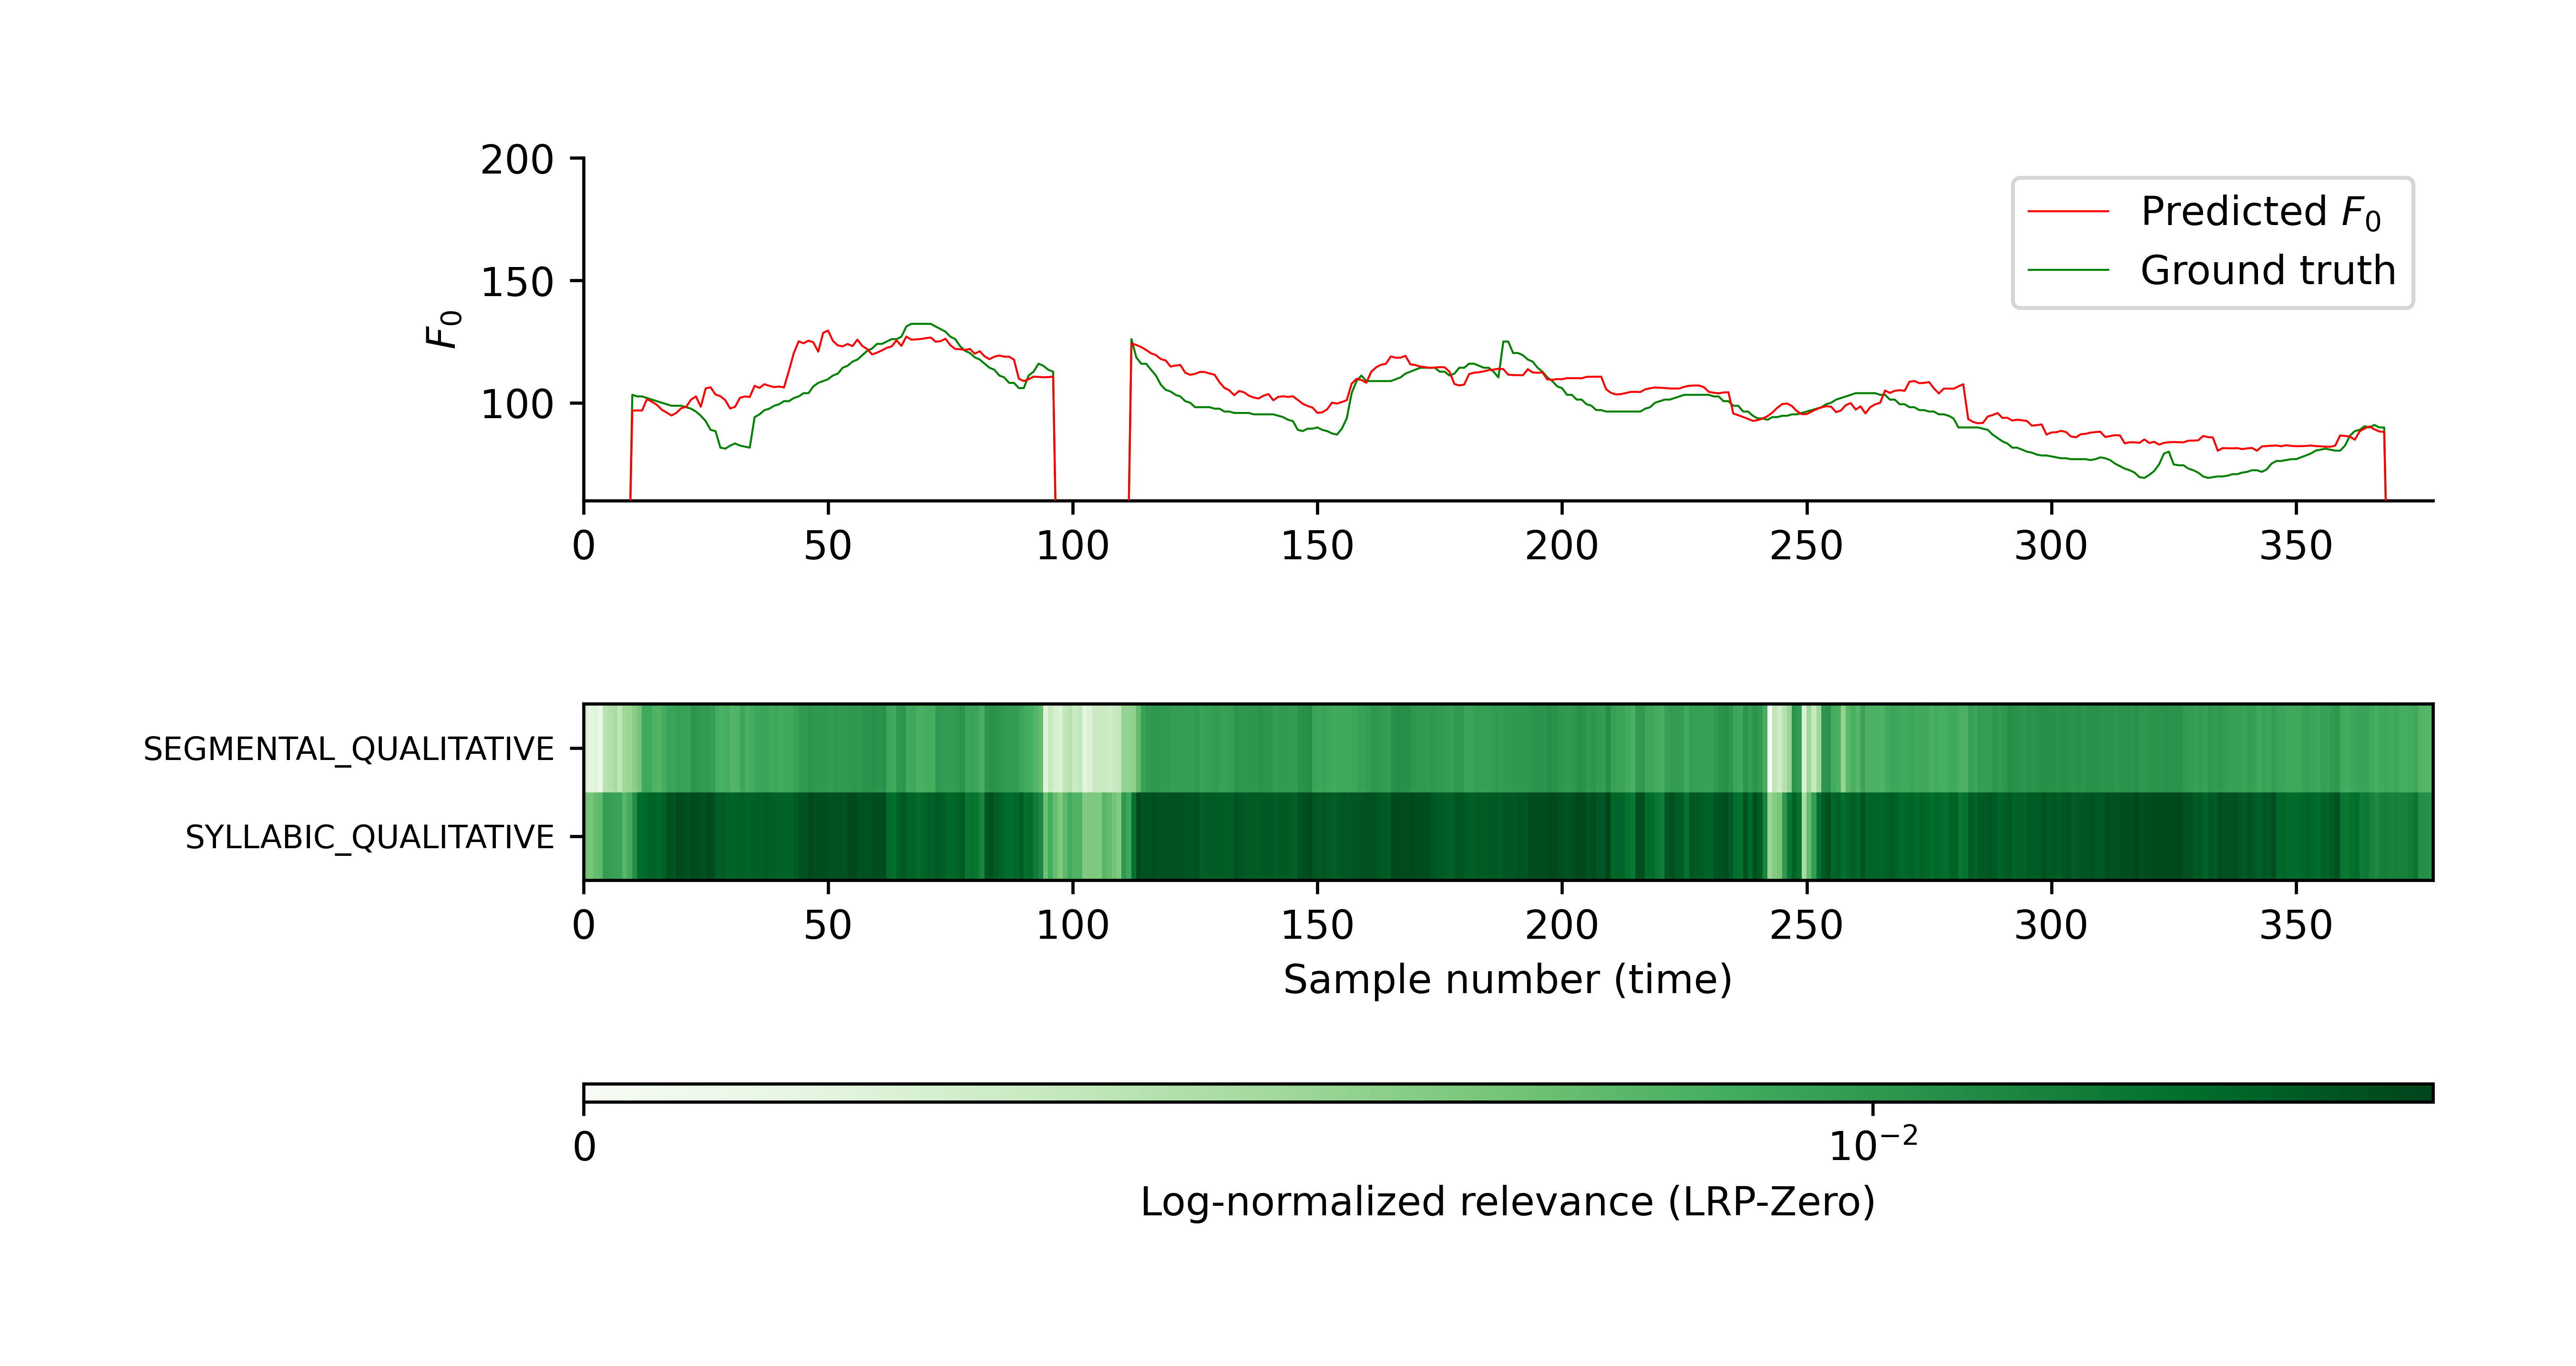 200
150
100
F₀
Predicted F₀
Ground truth
0 50 100 150 200 250 300 350
SEGMENTAL_QUALITATIVE
SYLLABIC_QUALITATIVE
0 50 100 150 200 250 300 350
Sample number (time)
0 10⁻²
Log-normalized relevance (LRP-Zero)